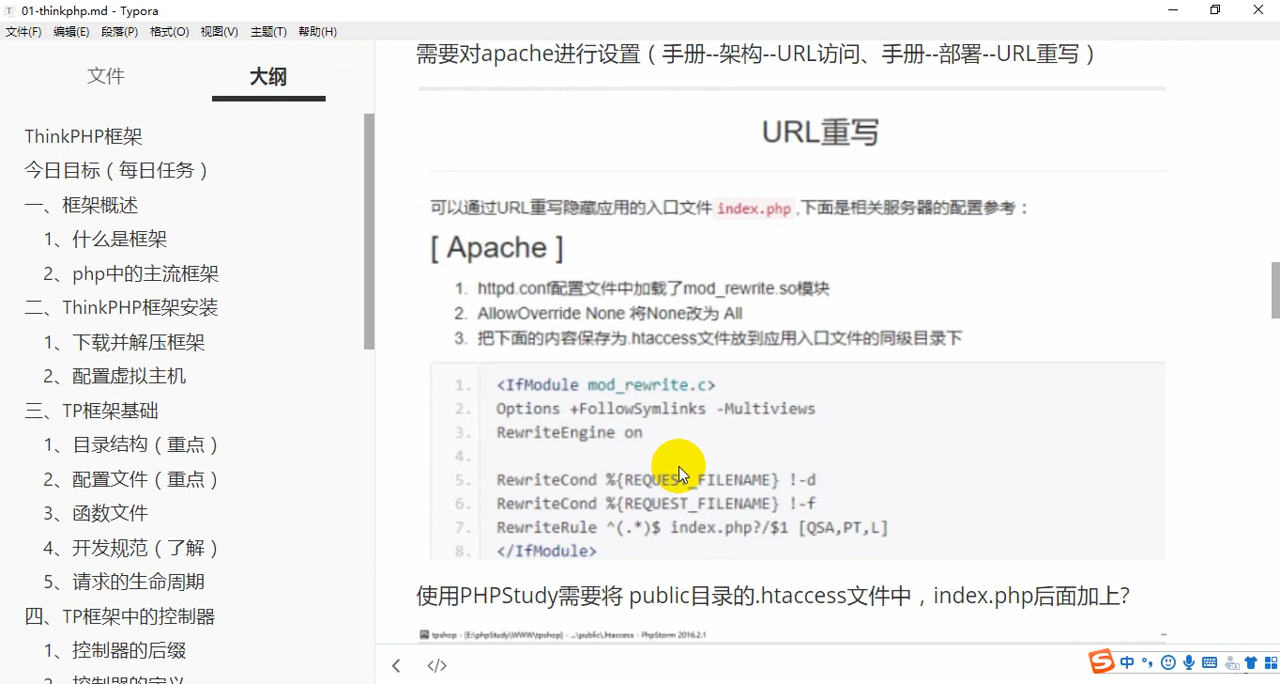 01-thinkphp.md - Typora
文件(F) 编辑(E) 段落(P) 格式(O) 视图(V) 主题(T) 帮助(H)
文件 大纲
ThinkPHP框架
今日目标（每日任务）
一、框架概述
1、什么是框架
2、php中的主流框架
二、ThinkPHP框架安装
1、下载并解压框架
2、配置虚拟主机
三、TP框架基础
1、目录结构（重点）
2、配置文件（重点）
3、函数文件
4、开发规范（了解）
5、请求的生命周期
四、TP框架中的控制器
1、控制器的后缀
2、控制器的定义
需要对apache进行设置（手册--架构--URL访问、手册--部署--URL重写）
URL重写
可以通过URL重写隐藏应用的入口文件 index.php ,下面是相关服务器的配置参考：
[ Apache ]
1. httpd.conf配置文件中加载了mod_rewrite.so模块
2. AllowOverride None 将None改为 All
3. 把下面的内容保存为.htaccess文件放到应用入口文件的同级目录下
1. <IfModule mod_rewrite.c>
2. Options +FollowSymlinks -Multiviews
3. RewriteEngine on
4.
5. RewriteCond %{REQUEST_FILENAME} !-d
6. RewriteCond %{REQUEST_FILENAME} !-f
7. RewriteRule ^(.*)$ index.php?/$1 [QSA,PT,L]
8. </IfModule>
使用PHPStudy需要将 public目录的.htaccess文件中，index.php后面加上?
tpshop - [E:\phpStudy\WWW\tpshop] - ...\public\.htaccess - PhpStorm 2016.2.1
</>
中